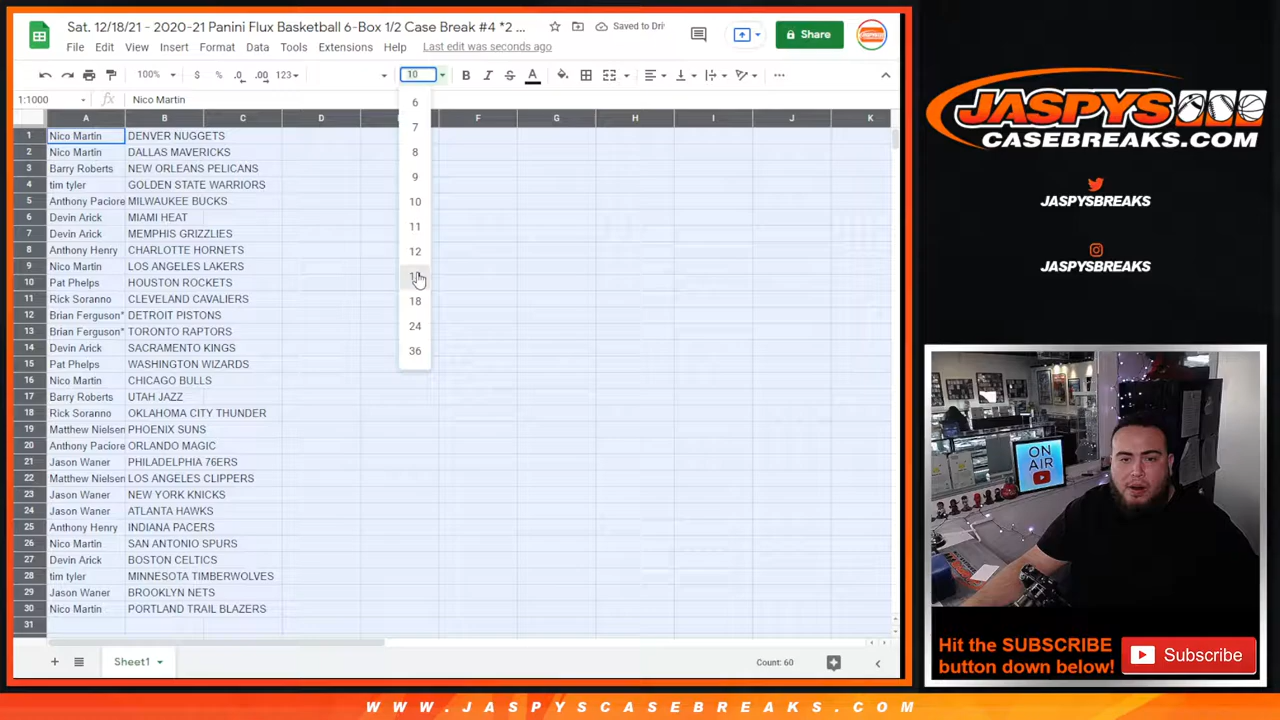 Sat. 12/18/21 - 2020-21 Panini Flux Basketball 6-Box 1/2 Case Break #4 *2 ...
Saved to Dri
Share
File Edit View Insert Format Data Tools Extensions Help Last edit was seconds ago
100% $ % .0 .00 123 10 B I S A
1:1000 fx Nico Martin
A B C D F G H I J K
1 Nico Martin DENVER NUGGETS
2 Nico Martin DALLAS MAVERICKS
3 Barry Roberts NEW ORLEANS PELICANS
4 tim tyler GOLDEN STATE WARRIORS
5 Anthony Paciore MILWAUKEE BUCKS
6 Devin Arick MIAMI HEAT
7 Devin Arick MEMPHIS GRIZZLIES
8 Anthony Henry CHARLOTTE HORNETS
9 Nico Martin LOS ANGELES LAKERS
10 Pat Phelps HOUSTON ROCKETS
11 Rick Soranno CLEVELAND CAVALIERS
12 Brian Ferguson* DETROIT PISTONS
13 Brian Ferguson* TORONTO RAPTORS
14 Devin Arick SACRAMENTO KINGS
15 Pat Phelps WASHINGTON WIZARDS
16 Nico Martin CHICAGO BULLS
17 Barry Roberts UTAH JAZZ
18 Rick Soranno OKLAHOMA CITY THUNDER
19 Matthew Nielsen PHOENIX SUNS
20 Anthony Paciore ORLANDO MAGIC
21 Jason Waner PHILADELPHIA 76ERS
22 Matthew Nielsen LOS ANGELES CLIPPERS
23 Jason Waner NEW YORK KNICKS
24 Jason Waner ATLANTA HAWKS
25 Anthony Henry INDIANA PACERS
26 Nico Martin SAN ANTONIO SPURS
27 Devin Arick BOSTON CELTICS
28 tim tyler MINNESOTA TIMBERWOLVES
29 Jason Waner BROOKLYN NETS
30 Nico Martin PORTLAND TRAIL BLAZERS
31
6
7
8
9
10
11
12
18
24
36
Sheet1
Count: 60
JASPYS
CASEBREAKS.COM
JASPYSBREAKS
JASPYSBREAKS
ON
AIR
Hit the SUBSCRIBE
button down below!
Subscribe
WWW.JASPYSCASEBREAKS.COM